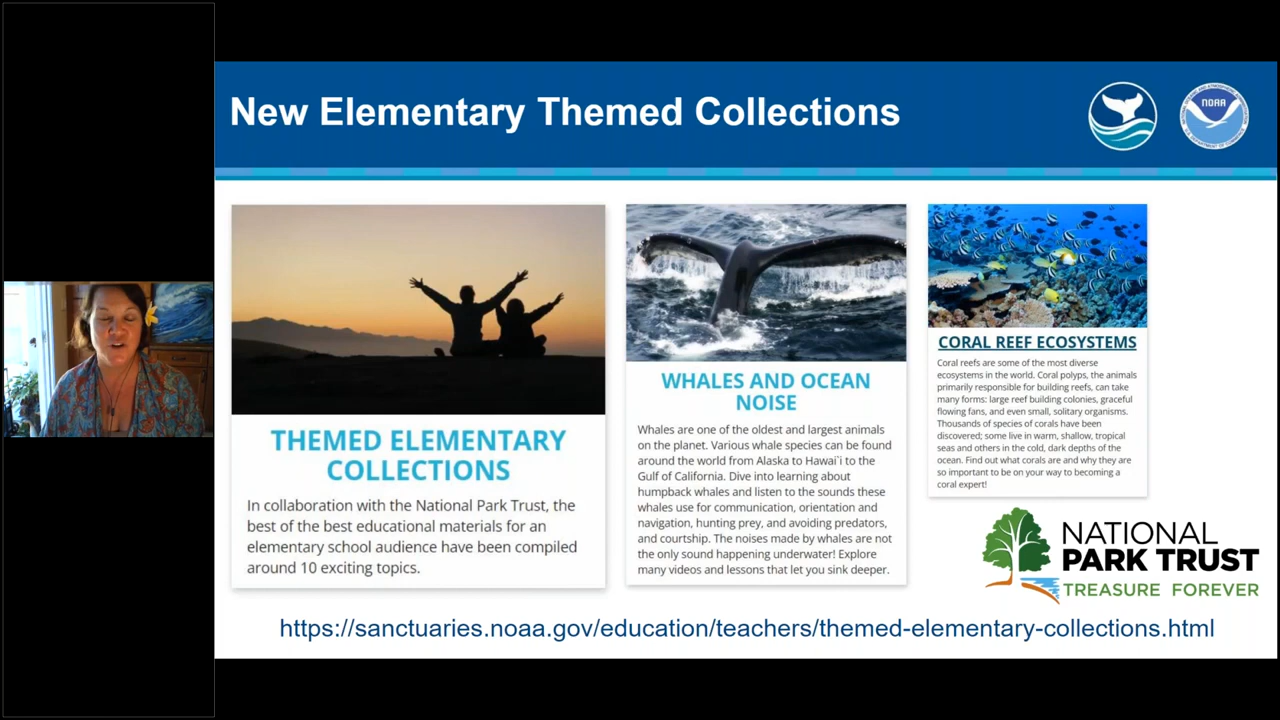 New Elementary Themed Collections
NOAA
THEMED ELEMENTARY
COLLECTIONS
In collaboration with the National Park Trust, the
best of the best educational materials for an
elementary school audience have been compiled
around 10 exciting topics.
WHALES AND OCEAN
NOISE
Whales are one of the oldest and largest animals
on the planet. Various whale species can be found
around the world from Alaska to Hawai`i to the
Gulf of California. Dive into learning about
humpback whales and listen to the sounds these
whales use for communication, orientation and
navigation, hunting prey, and avoiding predators,
and courtship. The noises made by whales are not
the only sound happening underwater! Explore
many videos and lessons that let you sink deeper.
CORAL REEF ECOSYSTEMS
Coral reefs are some of the most diverse
ecosystems in the world. Coral polyps, the animals
primarily responsible for building reefs, can take
many forms: large reef building colonies, graceful
flowing fans, and even small, solitary organisms.
Thousands of species of corals have been
discovered; some live in warm, shallow, tropical
seas and others in the cold, dark depths of the
ocean. Find out what corals are and why they are
so important to be on your way to becoming a
coral expert!
NATIONAL
PARK TRUST
TREASURE FOREVER
https://sanctuaries.noaa.gov/education/teachers/themed-elementary-collections.html